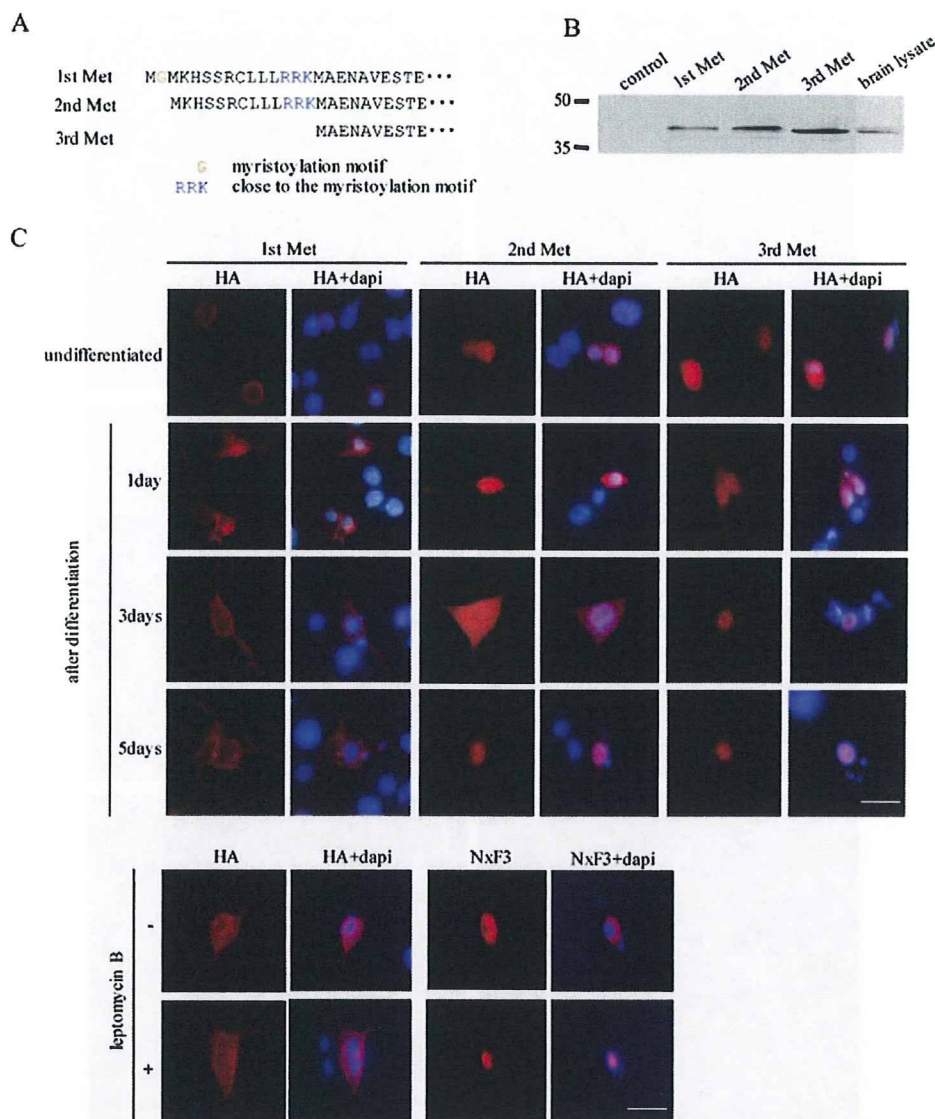 A
1st Met MGMKHSSRCLLLRRKMAENAVESTE•••
2nd Met MKHSSRCLLLRRKMAENAVESTE•••
3rd Met MAENAVESTE•••
G myristoylation motif
RRK close to the myristoylation motif
B
control 1st Met 2nd Met 3rd Met brain lysate
50
35
C
1st Met 2nd Met 3rd Met
HA HA+dapi HA HA+dapi HA HA+dapi
undifferentiated
after differentiation
1day
3days
5days
HA HA+dapi NxF3 NxF3+dapi
leptomycin B
-
+